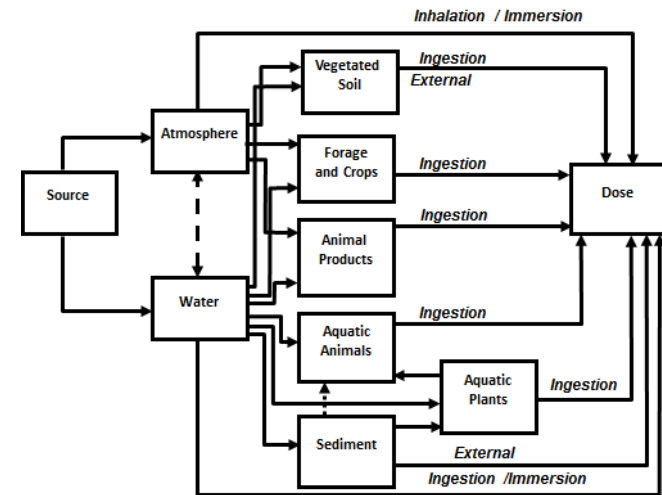 Inhalation / Immersion
Vegetated
Soil
Ingestion
External
Atmosphere
Forage
and Crops
Ingestion
Source
Dose
Animal
Products
Ingestion
Water
Aquatic
Animals
Ingestion
Aquatic
Plants
Ingestion
Sediment
External
Ingestion /Immersion